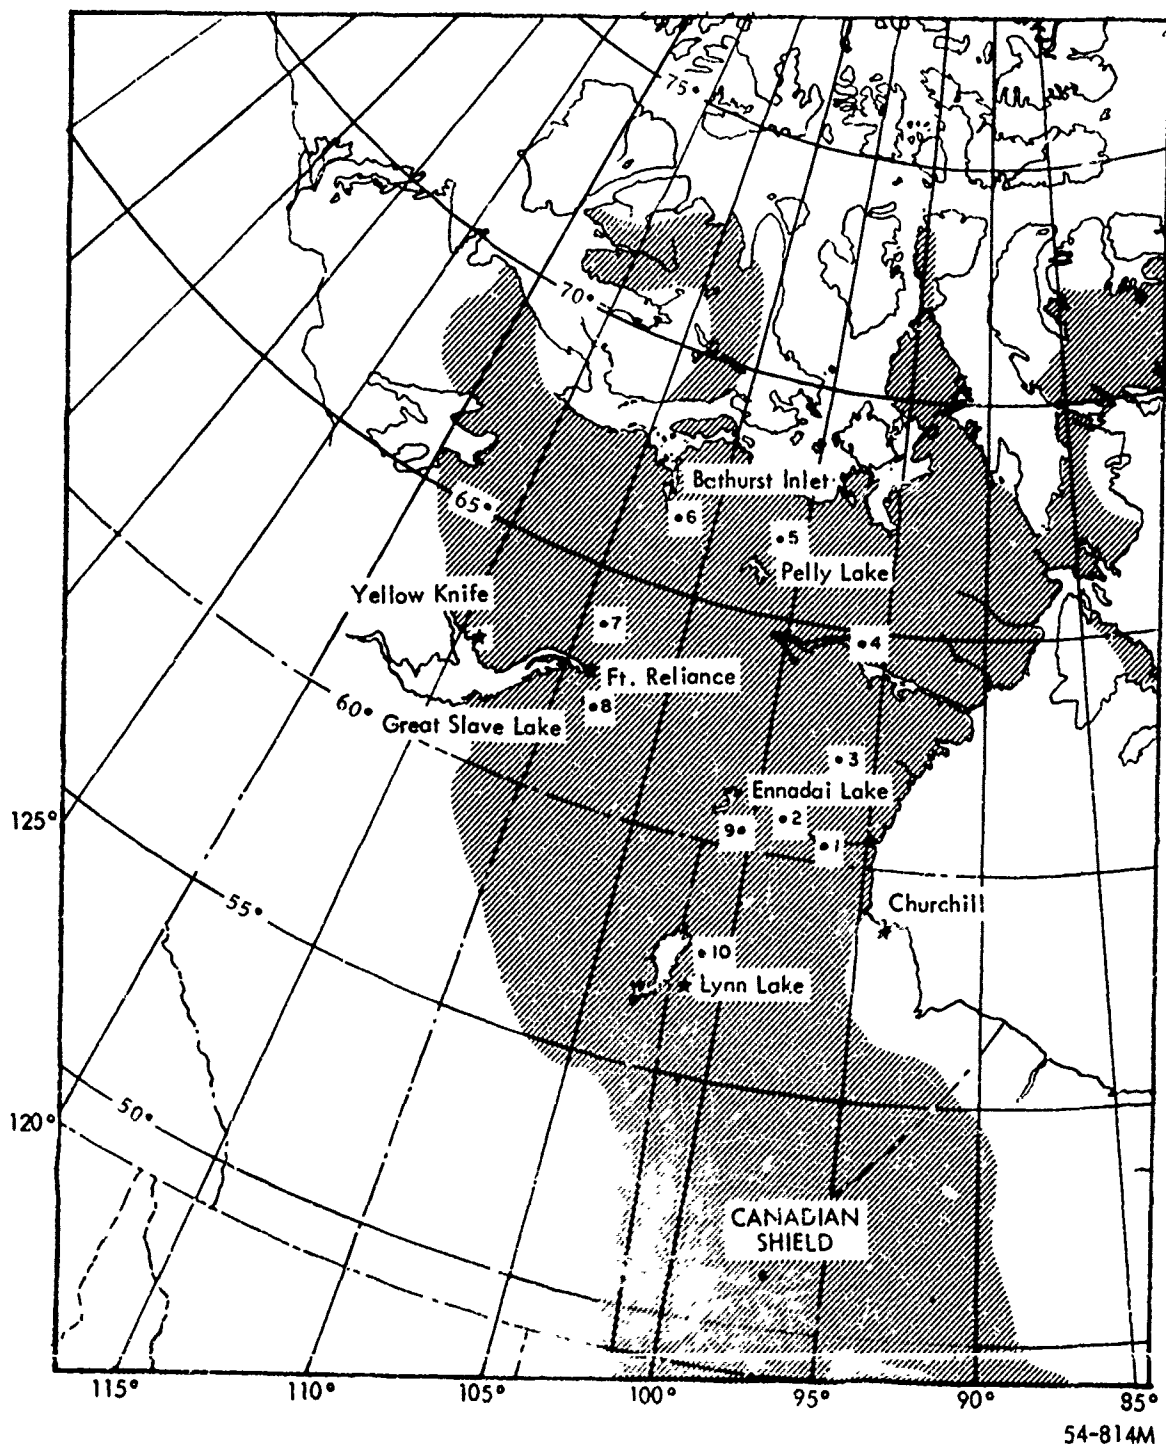 75°
70°
Bathurst Inlet
65°
6
5
Pelly Lake
Yellow Knife
7
4
Ft. Reliance
8
60°
Great Slave Lake
3
Ennadai Lake
125°
2
9
1
55°
Churchill
10
Lynn Lake
50°
120°
CANADIAN
SHIELD
115° 110° 105° 100° 95° 90° 85°
54-814M